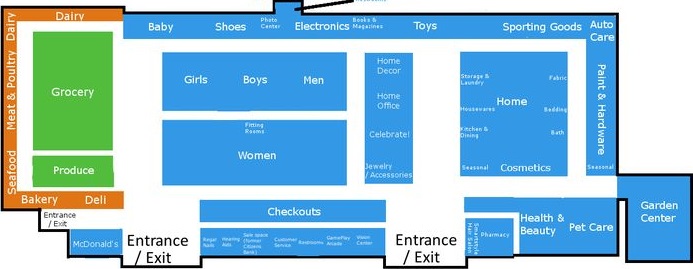 Dairy
Dairy
Meat & Poultry
Seafood
Grocery
Produce
Bakery
Deli
Entrance
/ Exit
McDonald's
Baby
Shoes
Photo
Center
Electronics
Books &
Magazines
Toys
Sporting Goods
Auto
Care
Paint & Hardware
Seasonal
Girls
Boys
Men
Fitting
Rooms
Women
Home
Decor
Home
Office
Celebrate!
Jewelry
/ Accessories
Storage &
Laundry
Fabric
Home
Housewares
Bedding
Kitchen &
Dining
Bath
Seasonal
Cosmetics
Checkouts
Entrance
/ Exit
Regal
Nails
Hearing
Aids
Sale space
(former
Citizens
Bank)
Customer
Service
Restrooms
GamePlay
Arcade
Vision
Center
Entrance
/ Exit
Smartstyle
Hair Salon
Pharmacy
Health &
Beauty
Pet Care
Garden
Center